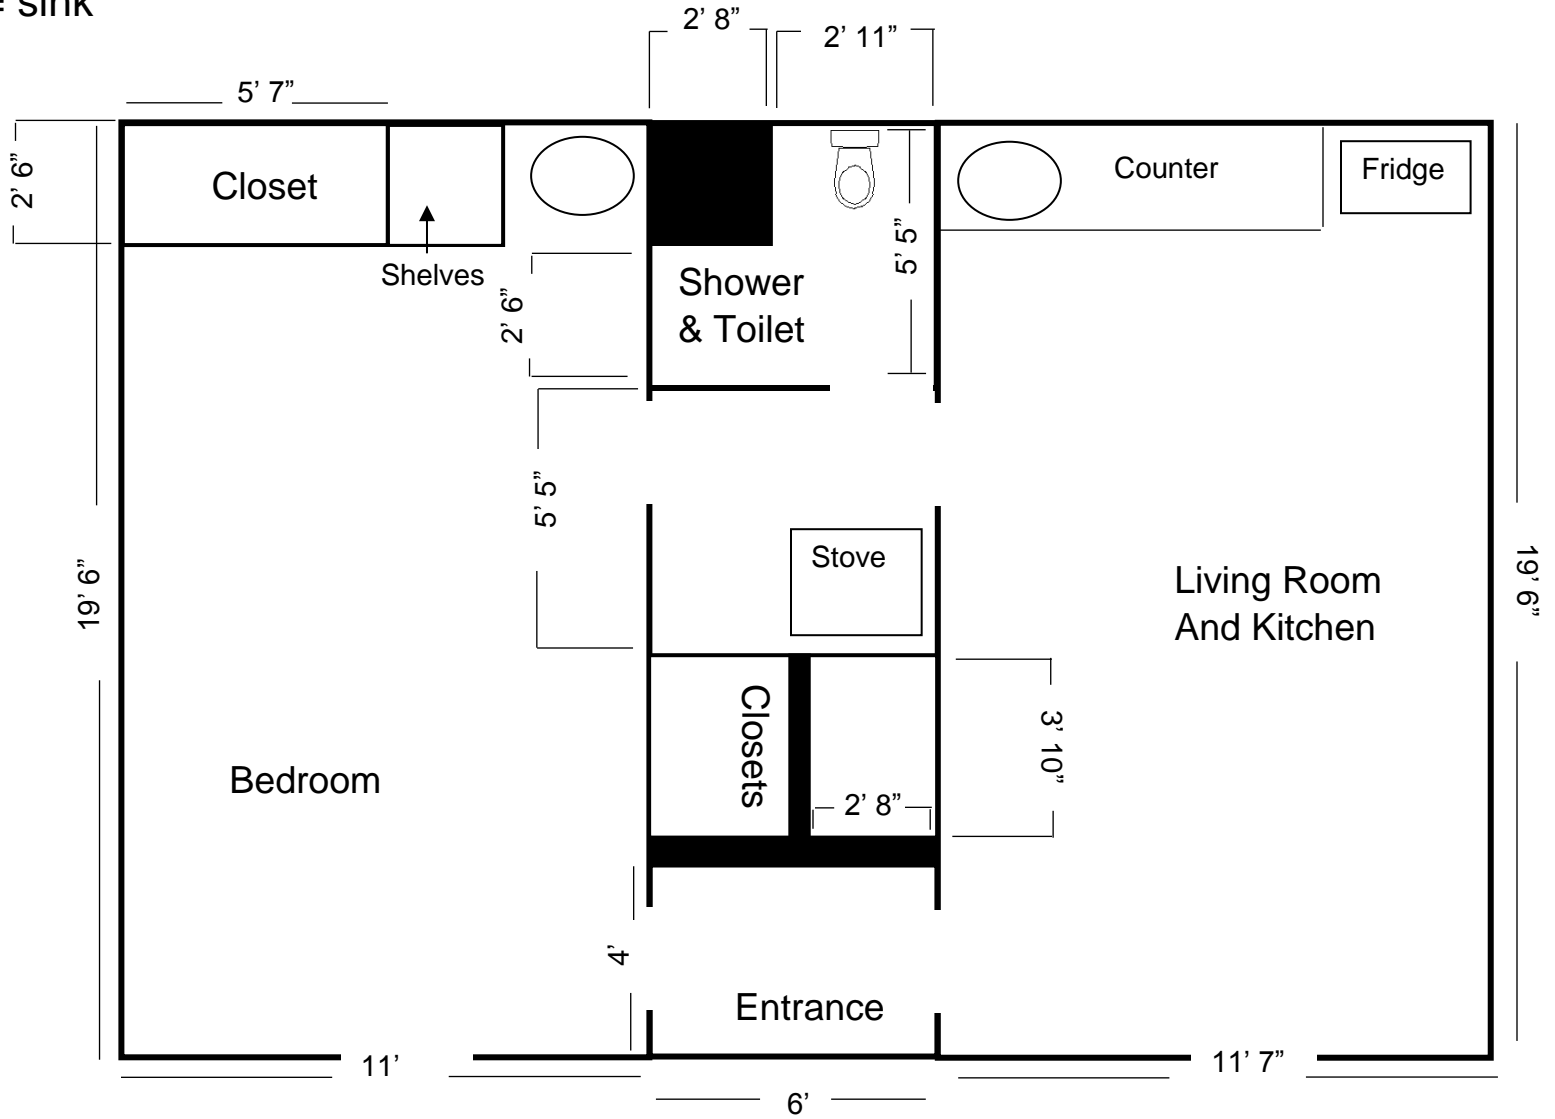 = sink
2’ 8”
2’ 11”
5’ 7”
2’ 6”
Closet
Shelves
Counter
Fridge
5’ 5”
Shower
& Toilet
2’ 6”
5’ 5”
Stove
19’ 6”
19’ 6”
Living Room
And Kitchen
Closets
3’ 10”
Bedroom
2’ 8”
4’
Entrance
11’
11’ 7”
6’